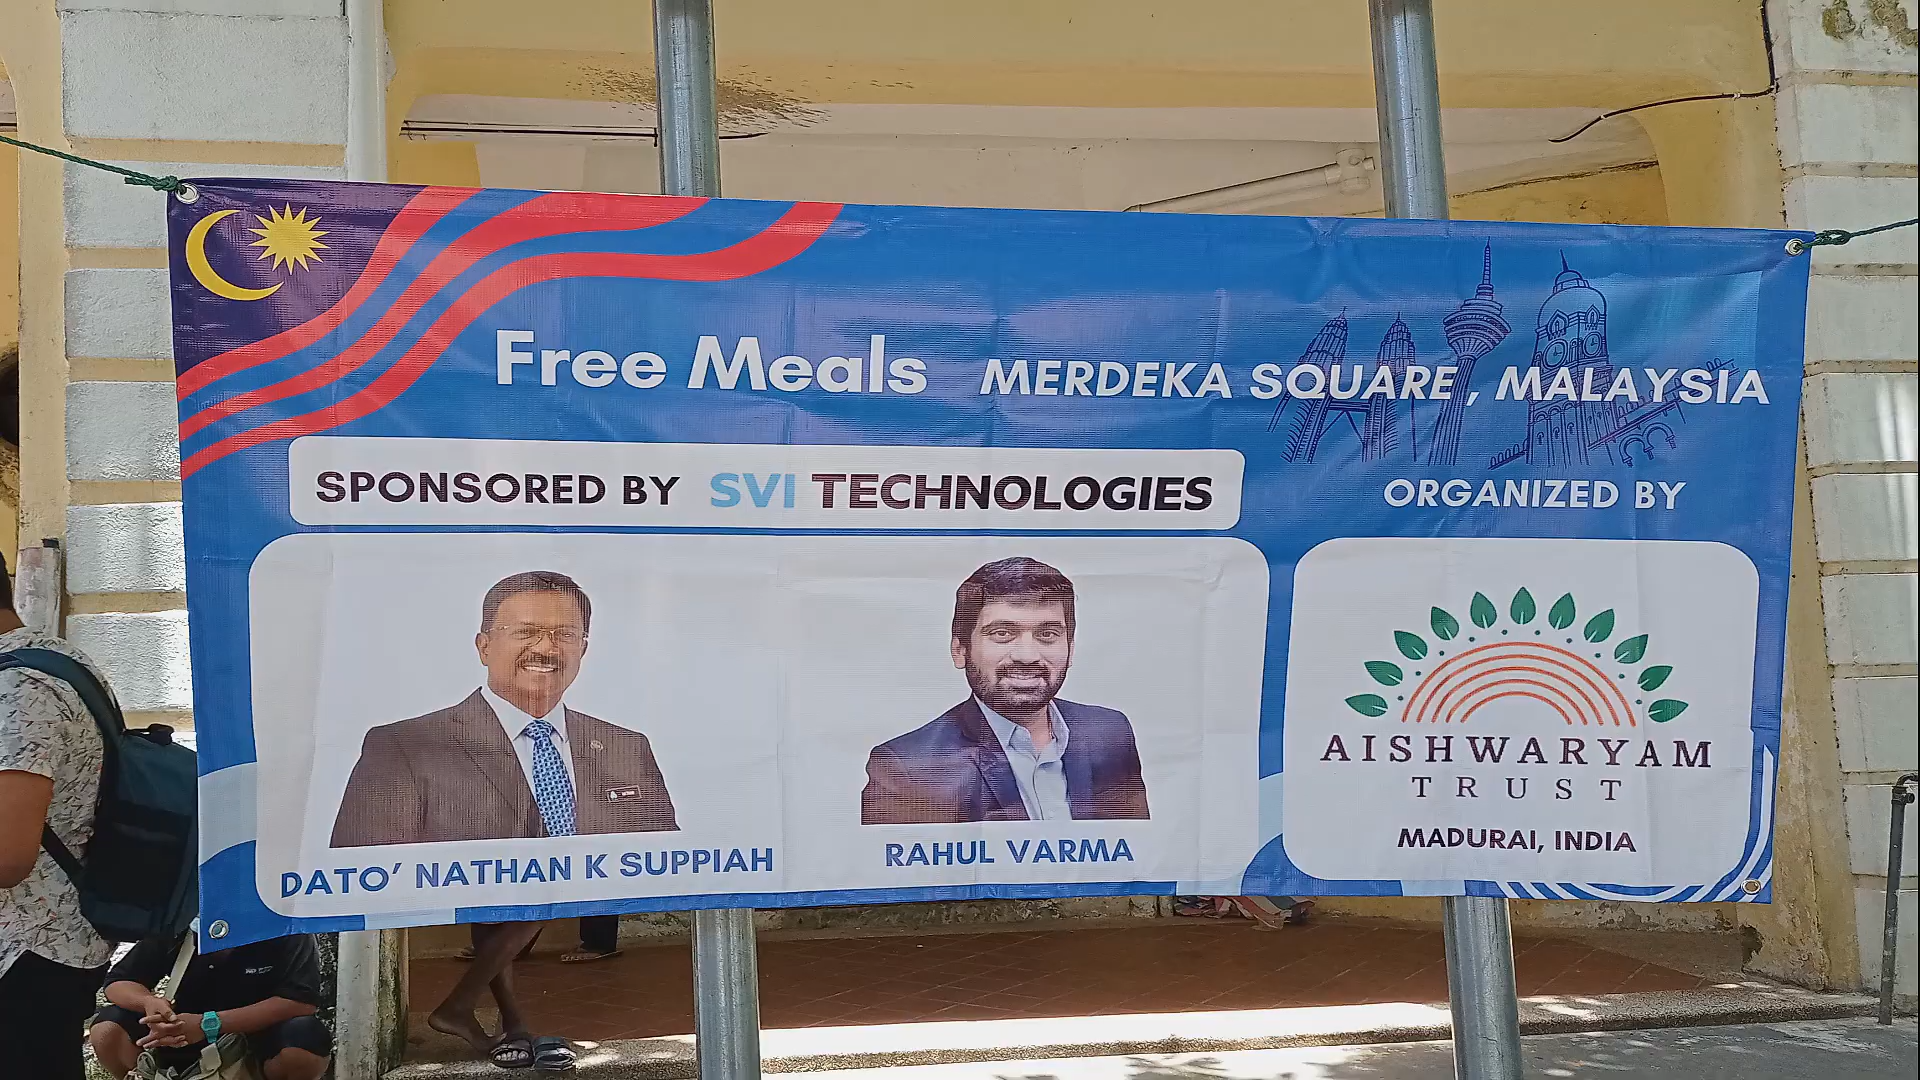 Free Meals MERDEKA SQUARE, MALAYSIA
SPONSORED BY SVI TECHNOLOGIES
DATO' NATHAN K SUPPIAH
RAHUL VARMA
ORGANIZED BY
AISHWARYAM
TRUST
MADURAI, INDIA